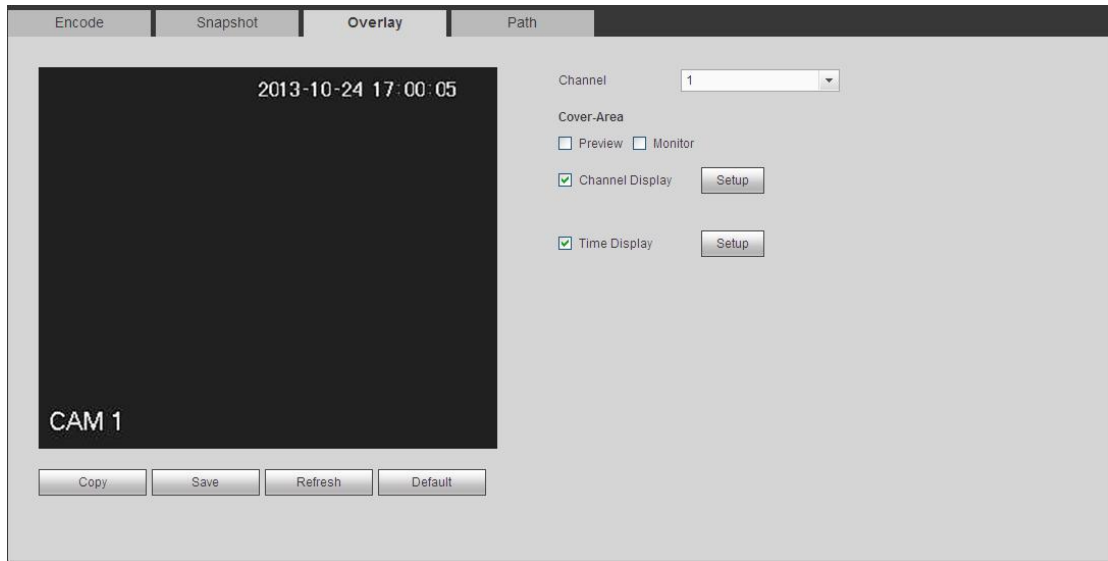 Encode Snapshot Overlay Path
2013-10-24 17:00:05
CAM 1
Copy Save Refresh Default
Channel 1
Cover-Area
Preview Monitor
Channel Display Setup
Time Display Setup